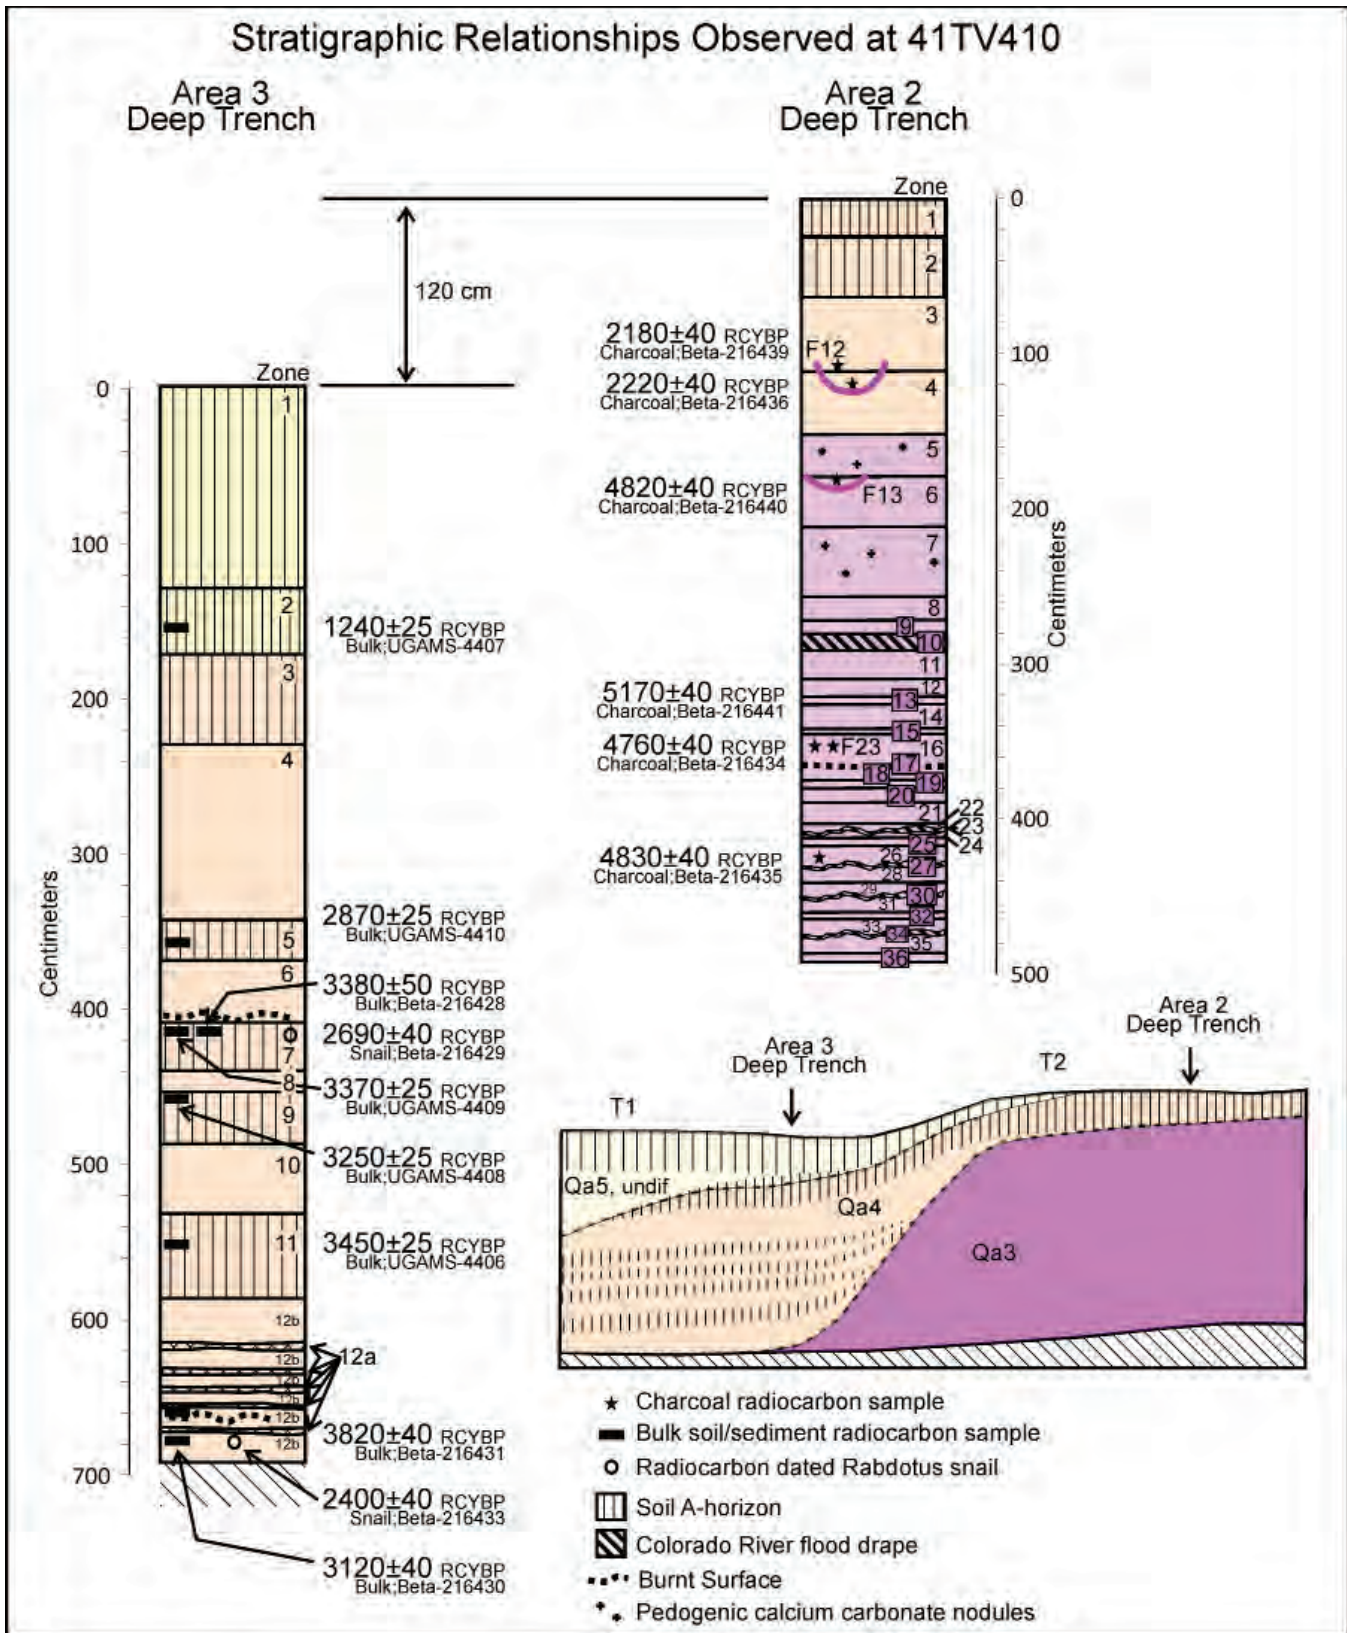 Stratigraphic Relationships Observed at 41TV410
Area 3
Deep Trench
Area 2
Deep Trench
120 cm
Zone
1
2
3
4
5
6
7
8
9
10
11
12b
12b
12b
12b
12b
12b
12a
0
100
200
300
400
500
600
700
Centimeters
1240±25 RCYBP
Bulk;UGAMS-4407
2870±25 RCYBP
Bulk;UGAMS-4410
3380±50 RCYBP
Bulk;Beta-216428
2690±40 RCYBP
Snail;Beta-216429
3370±25 RCYBP
Bulk;UGAMS-4409
3250±25 RCYBP
Bulk;UGAMS-4408
3450±25 RCYBP
Bulk;UGAMS-4406
3820±40 RCYBP
Bulk;Beta-216431
2400±40 RCYBP
Snail;Beta-216433
3120±40 RCYBP
Bulk;Beta-216430
Zone
1
2
3
F12
4
5
F13
6
7
8
9
10
11
12
13
14
15
F23
16
17
18
19
20
21
22
23
24
25
26
27
28
29
30
31
32
33
34
35
36
0
100
200
300
400
500
Centimeters
2180±40 RCYBP
Charcoal;Beta-216439
2220±40 RCYBP
Charcoal;Beta-216436
4820±40 RCYBP
Charcoal;Beta-216440
5170±40 RCYBP
Charcoal;Beta-216441
4760±40 RCYBP
Charcoal;Beta-216434
4830±40 RCYBP
Charcoal;Beta-216435
Area 2
Deep Trench
Area 3
Deep Trench
T2
T1
Qa5, undif
Qa4
Qa3
Charcoal radiocarbon sample
Bulk soil/sediment radiocarbon sample
Radiocarbon dated Rabdotus snail
Soil A-horizon
Colorado River flood drape
Burnt Surface
Pedogenic calcium carbonate nodules